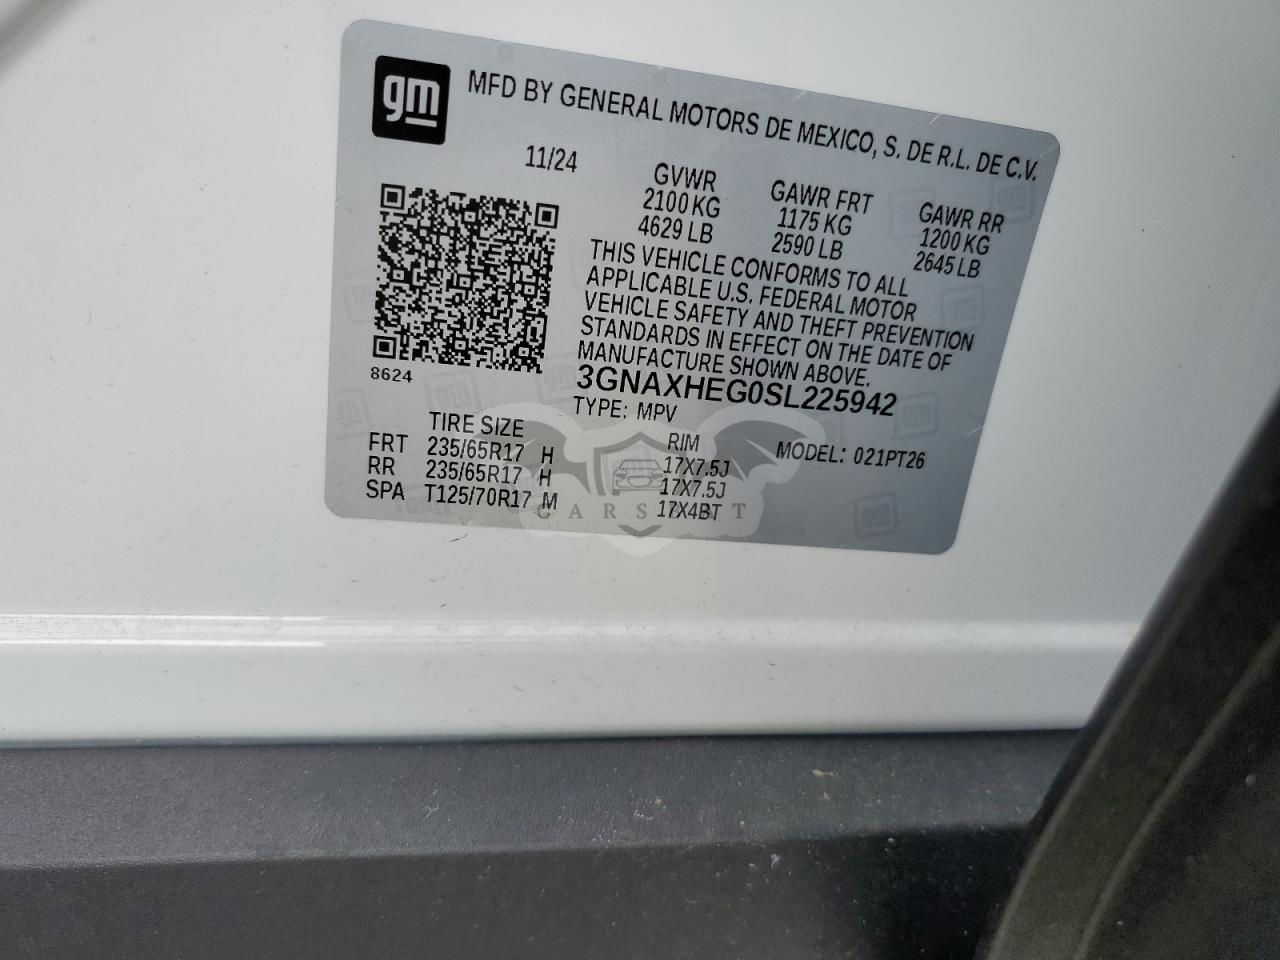 gm
MFD BY GENERAL MOTORS DE MEXICO, S. DE R.L. DE C.V.
11/24
GVWR GAWR FRT GAWR RR
2100 KG 1175 KG 1200 KG
4629 LB 2590 LB 2645 LB
THIS VEHICLE CONFORMS TO ALL
APPLICABLE U.S. FEDERAL MOTOR
VEHICLE SAFETY AND THEFT PREVENTION
STANDARDS IN EFFECT ON THE DATE OF
MANUFACTURE SHOWN ABOVE.
8624
3GNAXHEG0SL225942
TYPE: MPV MODEL: 021PT26
TIRE SIZE RIM
FRT 235/65R17 H 17X7.5J
RR 235/65R17 H 17X7.5J
SPA T125/70R17 M 17X4BT